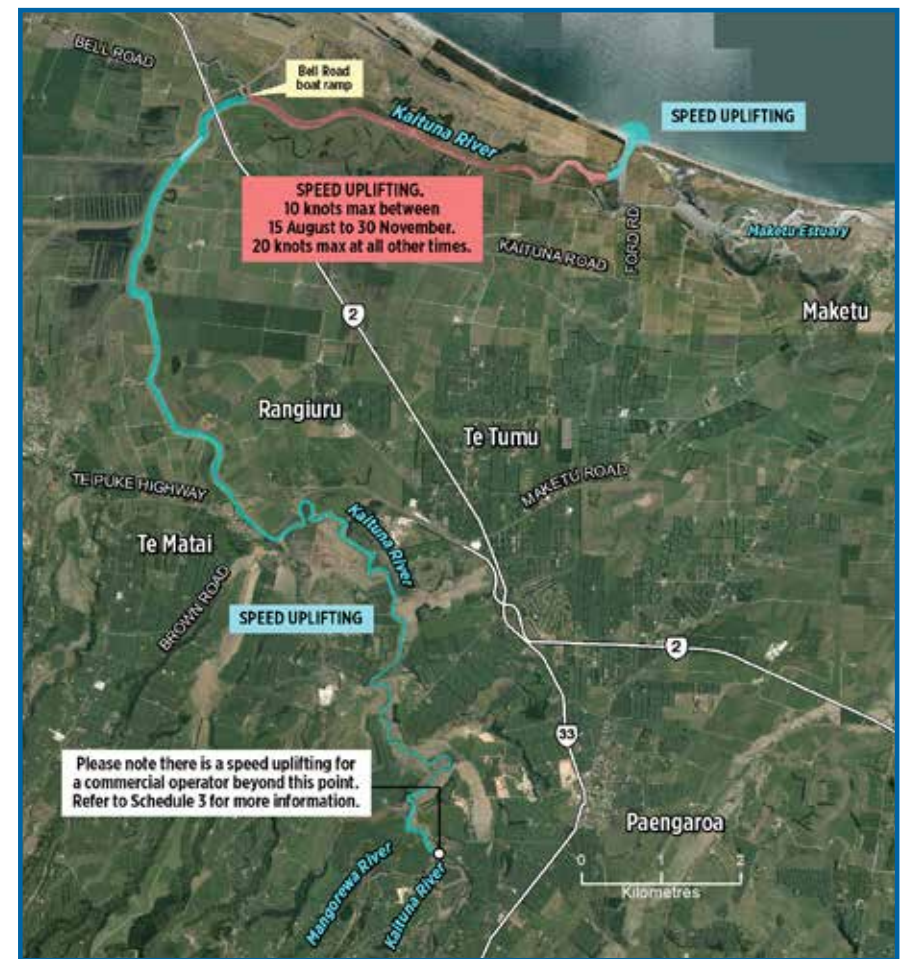 BELL ROAD
Bell Road
boat ramp
Kaituna River
SPEED UPLIFTING
SPEED UPLIFTING.
10 knots max between
15 August to 30 November.
20 knots max at all other times.
KAITUNA ROAD
FORD RD
Maketu Estuary
Maketu
2
Rangiuru
Te Tumu
TE PUKE HIGHWAY
MAKETU ROAD
Kaituna River
Te Matai
BROWN ROAD
SPEED UPLIFTING
2
33
Please note there is a speed uplifting for
a commercial operator beyond this point.
Refer to Schedule 3 for more information.
Paengaroa
Mangorewa River
Kaituna River
0 1 2
Kilometres